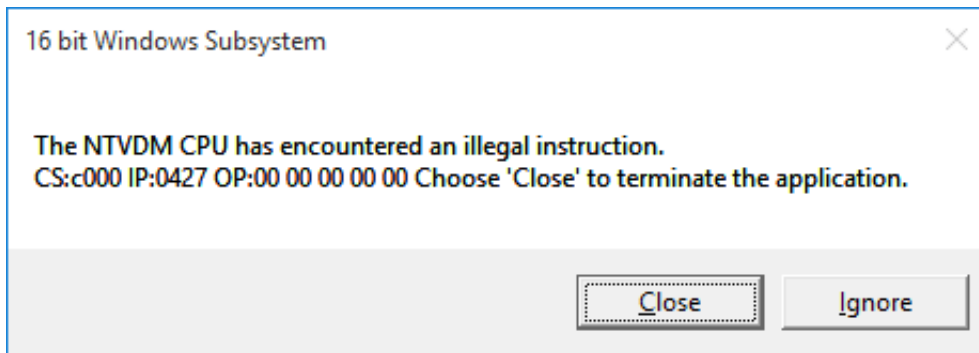 16 bit Windows Subsystem
The NTVDM CPU has encountered an illegal instruction.
CS:c000 IP:0427 OP:00 00 00 00 00 Choose 'Close' to terminate the application.
Close
Ignore